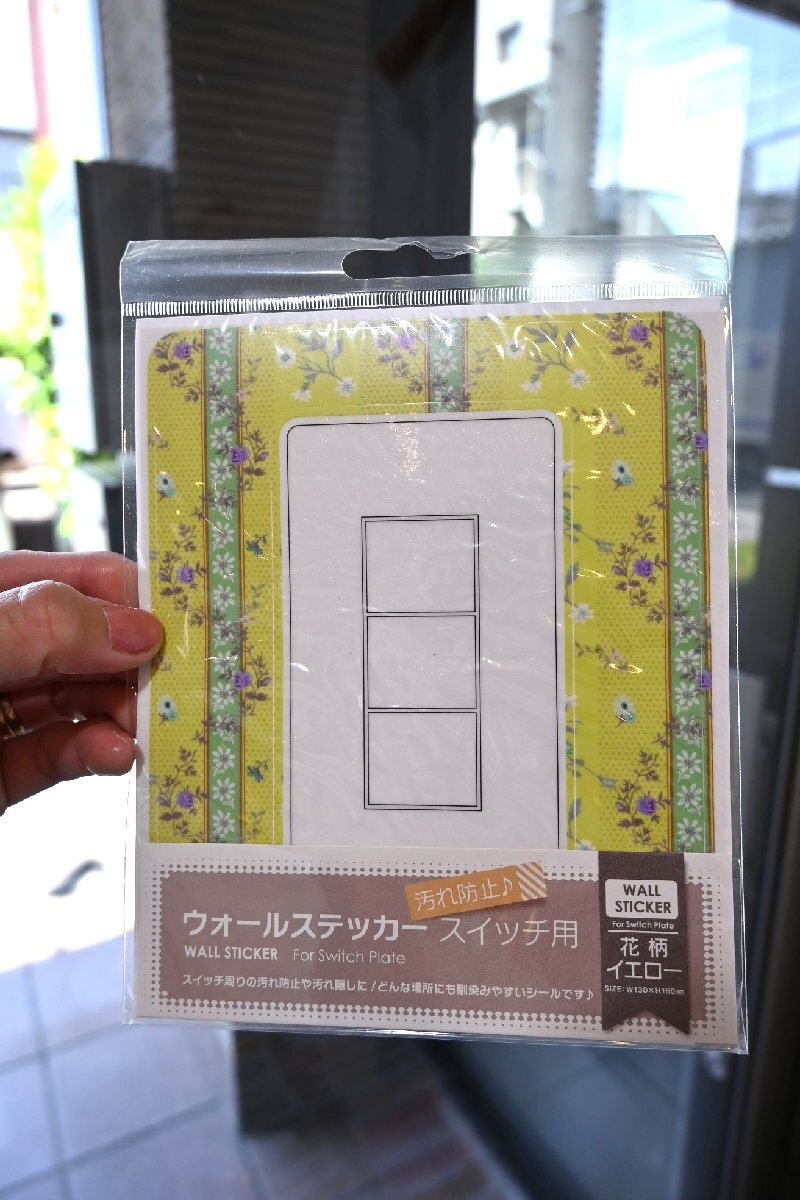 汚れ防止♪
ウォールステッカー スイッチ用
WALL STICKER For Switch Plate
スイッチ周りの汚れ防止や汚れ隠しに!どんな場所にも馴染みやすいシールです♪
WALL
STICKER
For Switch Plate
花柄
イエロー
SIZE:W130×H160mm